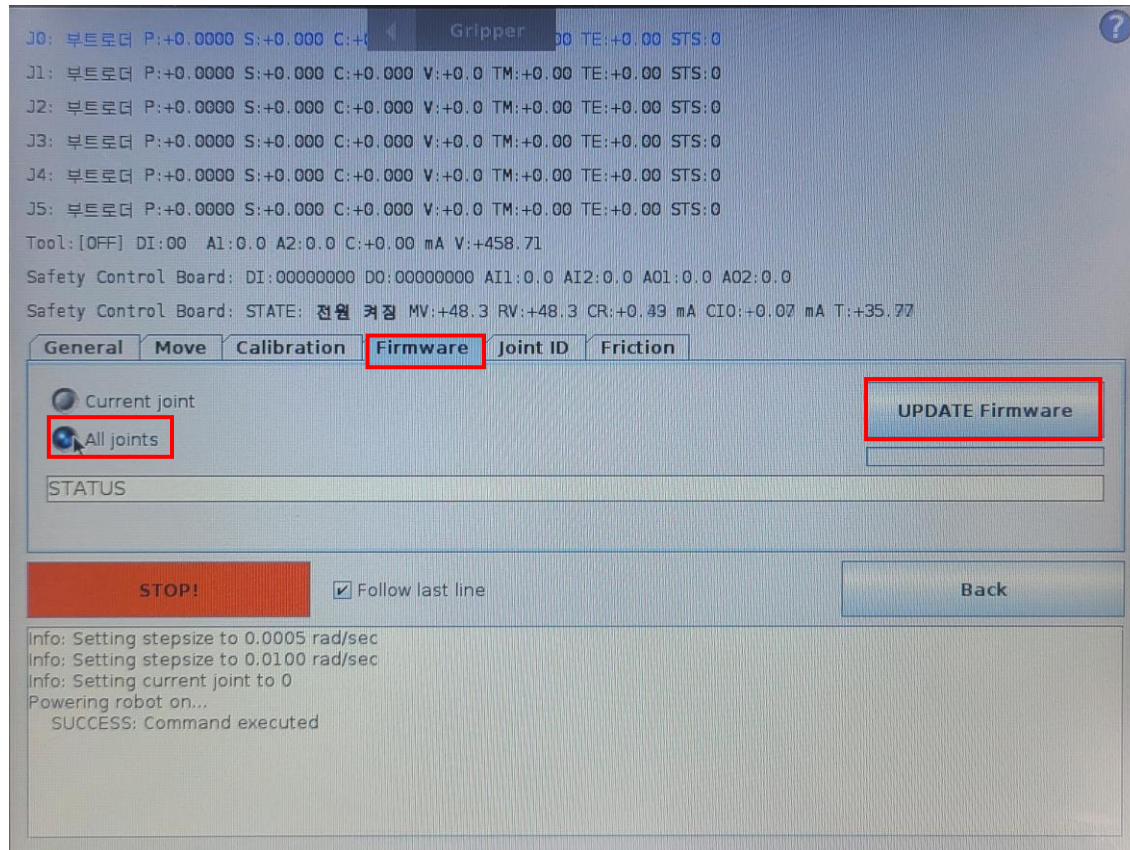 Gripper
?
J0: 부트로더 P:+0.0000 S:+0.000 C:+ 00 TE:+0.00 STS:0
J1: 부트로더 P:+0.0000 S:+0.000 C:+0.000 V:+0.0 TM:+0.00 TE:+0.00 STS:0
J2: 부트로더 P:+0.0000 S:+0.000 C:+0.000 V:+0.0 TM:+0.00 TE:+0.00 STS:0
J3: 부트로더 P:+0.0000 S:+0.000 C:+0.000 V:+0.0 TM:+0.00 TE:+0.00 STS:0
J4: 부트로더 P:+0.0000 S:+0.000 C:+0.000 V:+0.0 TM:+0.00 TE:+0.00 STS:0
J5: 부트로더 P:+0.0000 S:+0.000 C:+0.000 V:+0.0 TM:+0.00 TE:+0.00 STS:0
Tool:[OFF] DI:00 A1:0.0 A2:0.0 C:+0.00 mA V:+458.71
Safety Control Board: DI:00000000 DO:00000000 AI1:0.0 AI2:0.0 AO1:0.0 AO2:0.0
Safety Control Board: STATE: 전원 켜짐 MV:+48.3 RV:+48.3 CR:+0.49 mA CIO:+0.07 mA T:+35.77
General Move Calibration Firmware Joint ID Friction
Current joint
All joints
UPDATE Firmware
STATUS
STOP! Follow last line Back
Info: Setting stepsize to 0.0005 rad/sec
Info: Setting stepsize to 0.0100 rad/sec
Info: Setting current joint to 0
Powering robot on...
SUCCESS: Command executed